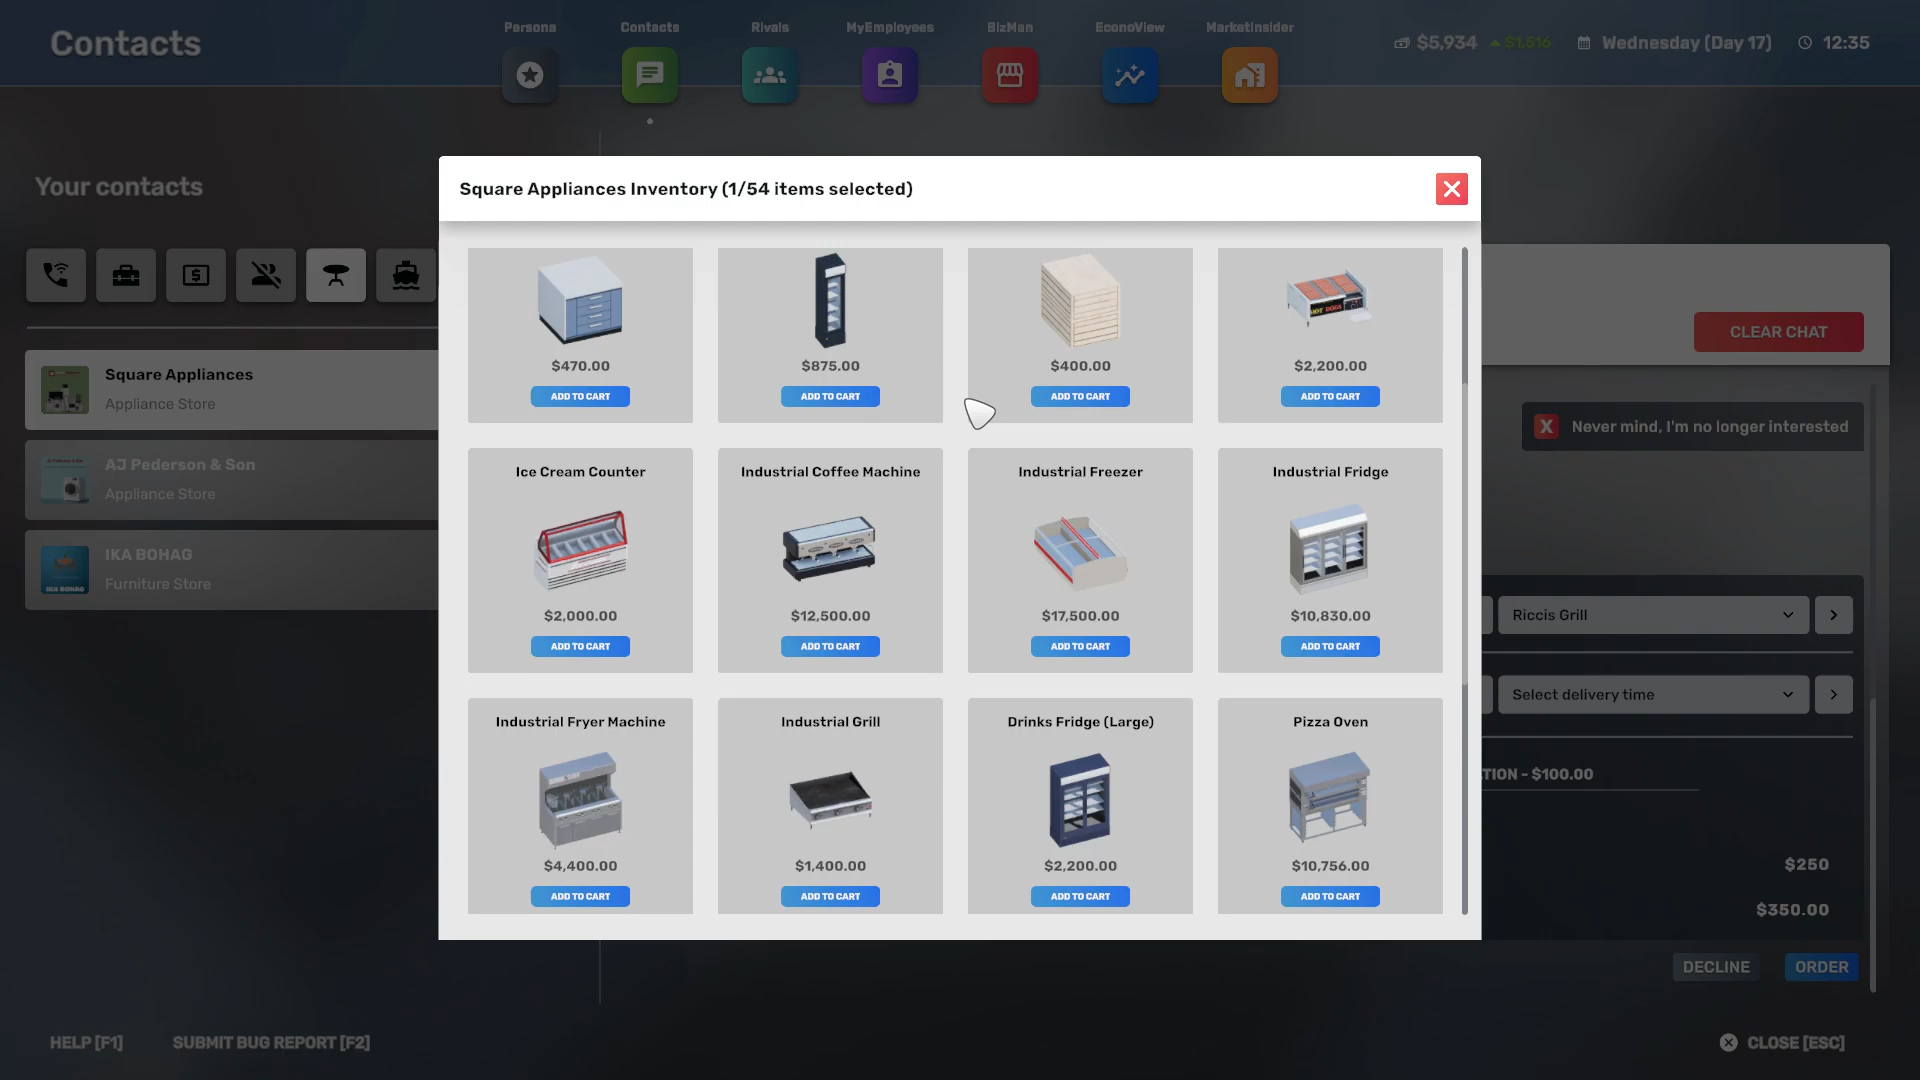 Contacts
Persona
Contacts
Rivals
MyEmployees
BizMan
EconoView
MarketInsider
$5,934
$1,516
Wednesday (Day 17)
12:35
Your contacts
Square Appliances
Appliance Store
AJ Pederson & Son
Appliance Store
IKA BOHAG
IKA BOHAG
Furniture Store
Square Appliances Inventory (1/54 items selected)
$470.00
$875.00
HOT DOGS
$400.00
$2,200.00
ADD TO CART
ADD TO CART
ADD TO CART
ADD TO CART
Ice Cream Counter
Industrial Coffee Machine
Industrial Freezer
Industrial Fridge
$2,000.00
$12,500.00
$17,500.00
$10,830.00
ADD TO CART
ADD TO CART
ADD TO CART
ADD TO CART
Industrial Fryer Machine
Industrial Grill
Drinks Fridge (Large)
Pizza Oven
$4,400.00
$1,400.00
$2,200.00
$10,756.00
ADD TO CART
ADD TO CART
ADD TO CART
ADD TO CART
CLEAR CHAT
X Never mind, I'm no longer interested
Riccis Grill
Select delivery time
TION - $100.00
$250
$350.00
DECLINE
ORDER
HELP [F1]
SUBMIT BUG REPORT [F2]
CLOSE [ESC]